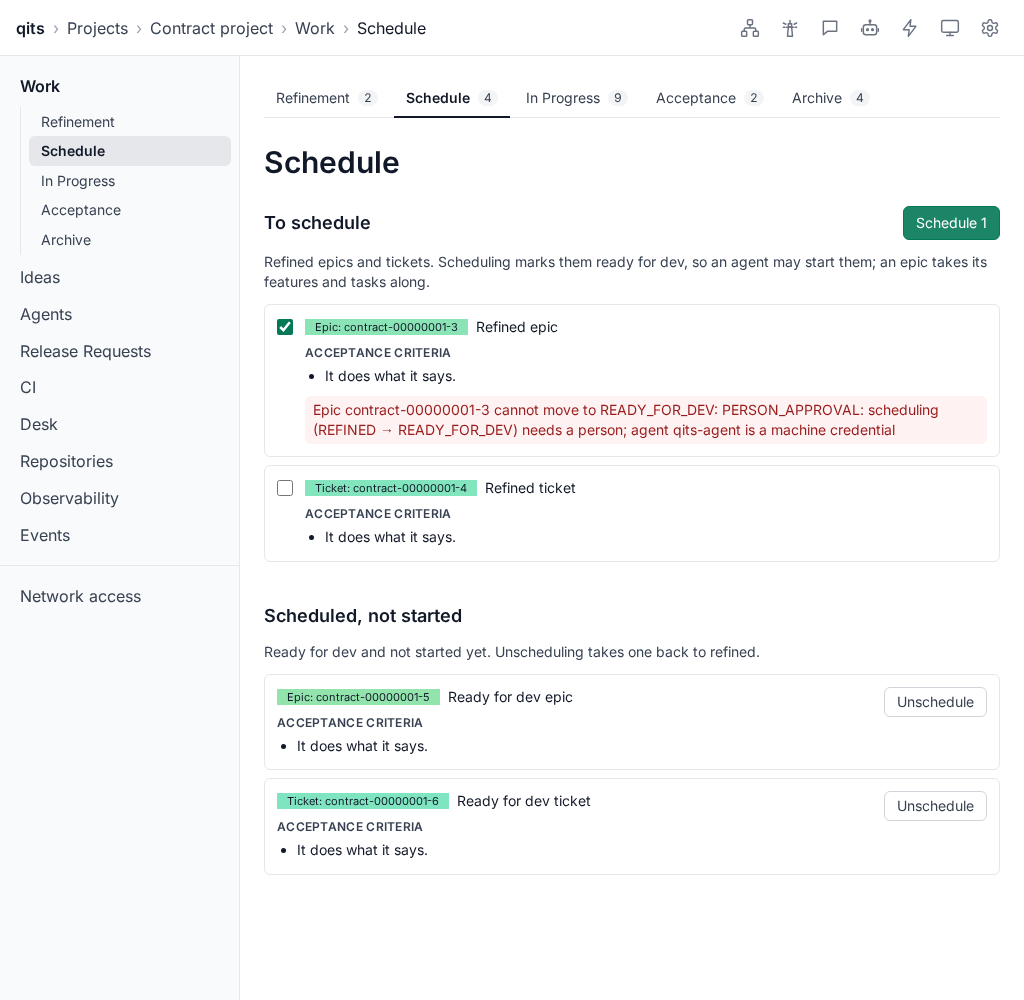 qits › Projects › Contract project › Work › Schedule
Work
Refinement
Schedule
In Progress
Acceptance
Archive
Ideas
Agents
Release Requests
CI
Desk
Repositories
Observability
Events
Network access
Refinement 2 Schedule 4 In Progress 9 Acceptance 2 Archive 4
Schedule
To schedule
Schedule 1
Refined epics and tickets. Scheduling marks them ready for dev, so an agent may start them; an epic takes its
features and tasks along.
Epic: contract-00000001-3 Refined epic
ACCEPTANCE CRITERIA
• It does what it says.
Epic contract-00000001-3 cannot move to READY_FOR_DEV: PERSON_APPROVAL: scheduling
(REFINED → READY_FOR_DEV) needs a person; agent qits-agent is a machine credential
Ticket: contract-00000001-4 Refined ticket
ACCEPTANCE CRITERIA
• It does what it says.
Scheduled, not started
Ready for dev and not started yet. Unscheduling takes one back to refined.
Epic: contract-00000001-5 Ready for dev epic
Unschedule
ACCEPTANCE CRITERIA
• It does what it says.
Ticket: contract-00000001-6 Ready for dev ticket
Unschedule
ACCEPTANCE CRITERIA
• It does what it says.